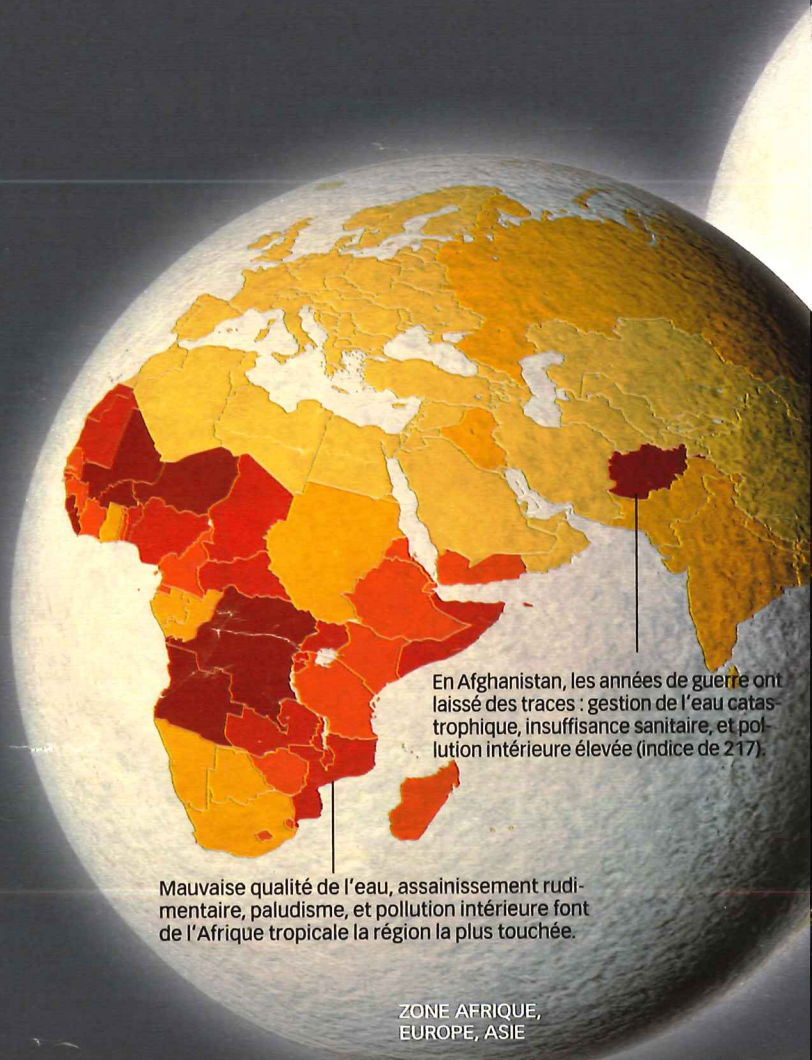 En Afghanistan, les années de guerre ont
laissé des traces : gestion de l'eau catas-
trophique, insuffisance sanitaire, et pol-
lution intérieure élevée (indice de 217).
Mauvaise qualité de l'eau, assainissement rudi-
mentaire, paludisme, et pollution intérieure font
de l'Afrique tropicale la région la plus touchée.
ZONE AFRIQUE,
EUROPE, ASIE